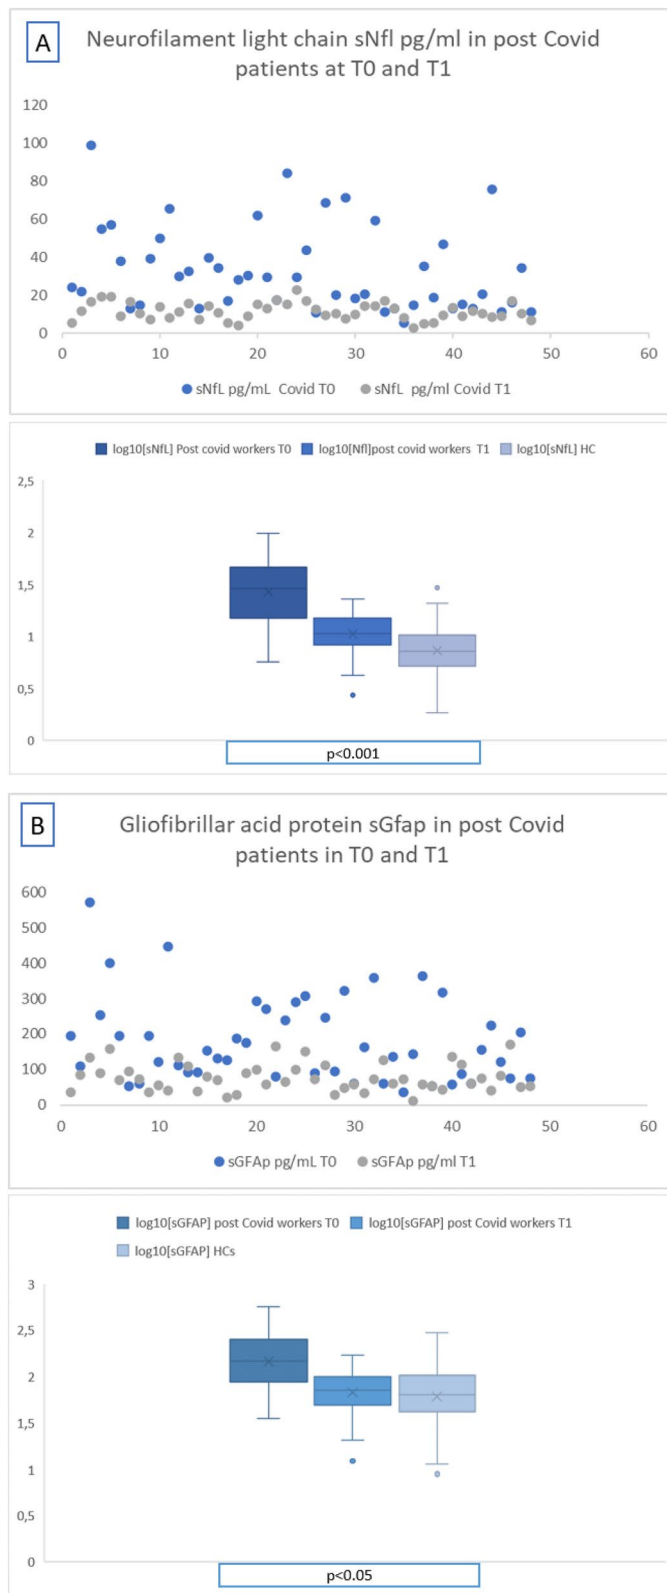 A
Neurofilament light chain sNfl pg/ml in post Covid
patients at T0 and T1
120
100
80
60
40
20
0
0 10 20 30 40 50 60
sNfL pg/mL Covid T0 sNfL pg/ml Covid T1
log10[sNfL] Post covid workers T0 log10[Nfl]post covid workers T1 log10[sNfL] HC
2,5
2
1,5
1
0,5
0
p<0.001
B
Gliofibrillar acid protein sGfap in post Covid
patients in T0 and T1
600
500
400
300
200
100
0
0 10 20 30 40 50 60
sGFAp pg/mL T0 sGFAp pg/ml T1
log10[sGFAP] post Covid workers T0 log10[sGFAP] post Covid workers T1
log10[sGFAP] HCs
3
2,5
2
1,5
1
0,5
0
p<0.05